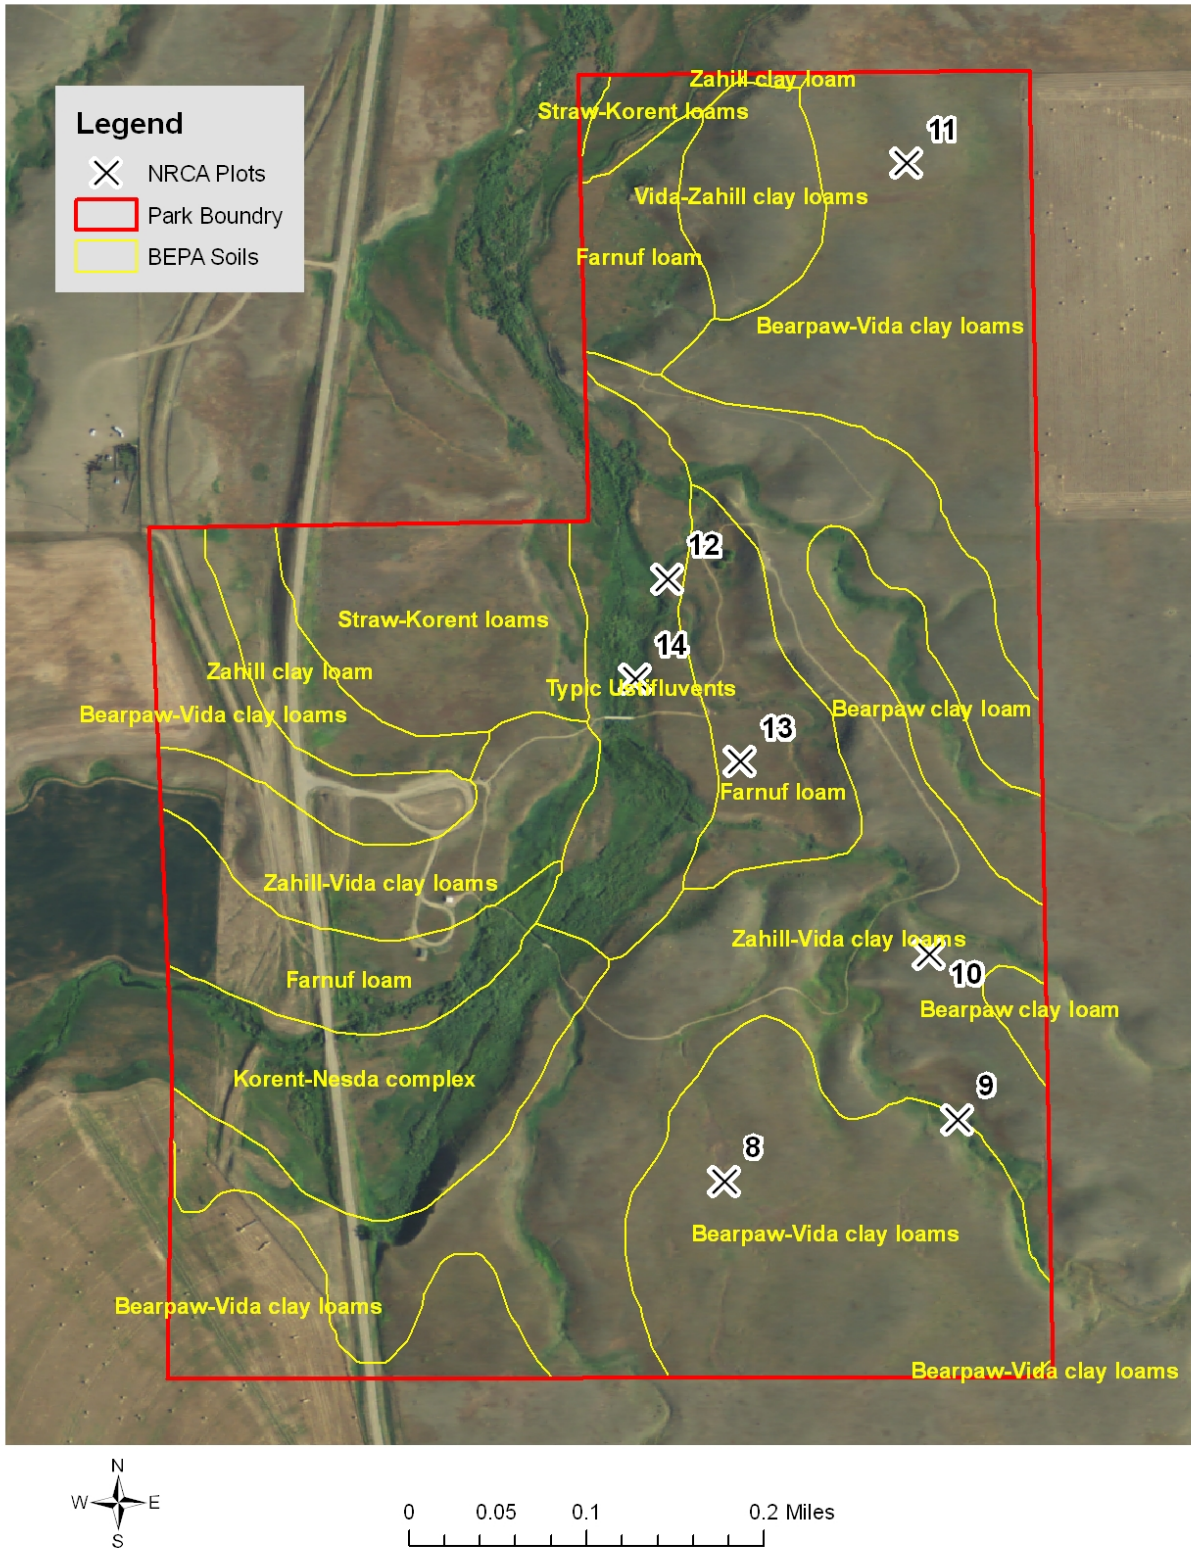 Legend
NRCA Plots
Park Boundry
BEPA Soils
Zahill clay loam
Straw-Korent loams
11
Vida-Zahill clay loams
Farnuf loam
Bearpaw-Vida clay loams
12
Straw-Korent loams
14
Zahill clay loam
Typic Ustifluvents
Bearpaw-Vida clay loams
Bearpaw clay loam
13
Farnuf loam
Zahill-Vida clay loams
Zahill-Vida clay loams
10
Farnuf loam
Bearpaw clay loam
Korent-Nesda complex
9
8
Bearpaw-Vida clay loams
Bearpaw-Vida clay loams
Bearpaw-Vida clay loams
N
W E
S
0 0.05 0.1 0.2 Miles